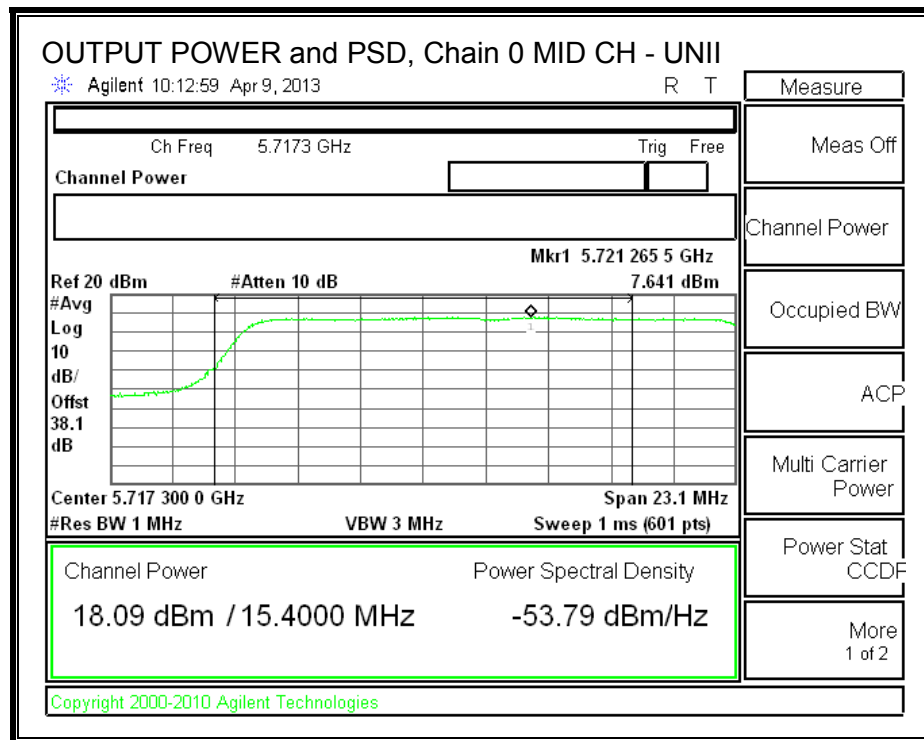 OUTPUT POWER and PSD, Chain 0 MID CH - UNII
Agilent 10:12:59 Apr 9, 2013 R T
Measure
Ch Freq 5.7173 GHz Trig Free
Meas Off
Channel Power
Channel Power
Mkr1 5.721 265 5 GHz
Ref 20 dBm #Atten 10 dB 7.641 dBm
Occupied BW
#Avg
Log
10
dB/
Offst
38.1
dB
1
ACP
Multi Carrier
Power
Center 5.717 300 0 GHz Span 23.1 MHz
#Res BW 1 MHz VBW 3 MHz Sweep 1 ms (601 pts)
Power Stat
CCDF
Channel Power Power Spectral Density
18.09 dBm / 15.4000 MHz -53.79 dBm/Hz
More
1 of 2
Copyright 2000-2010 Agilent Technologies